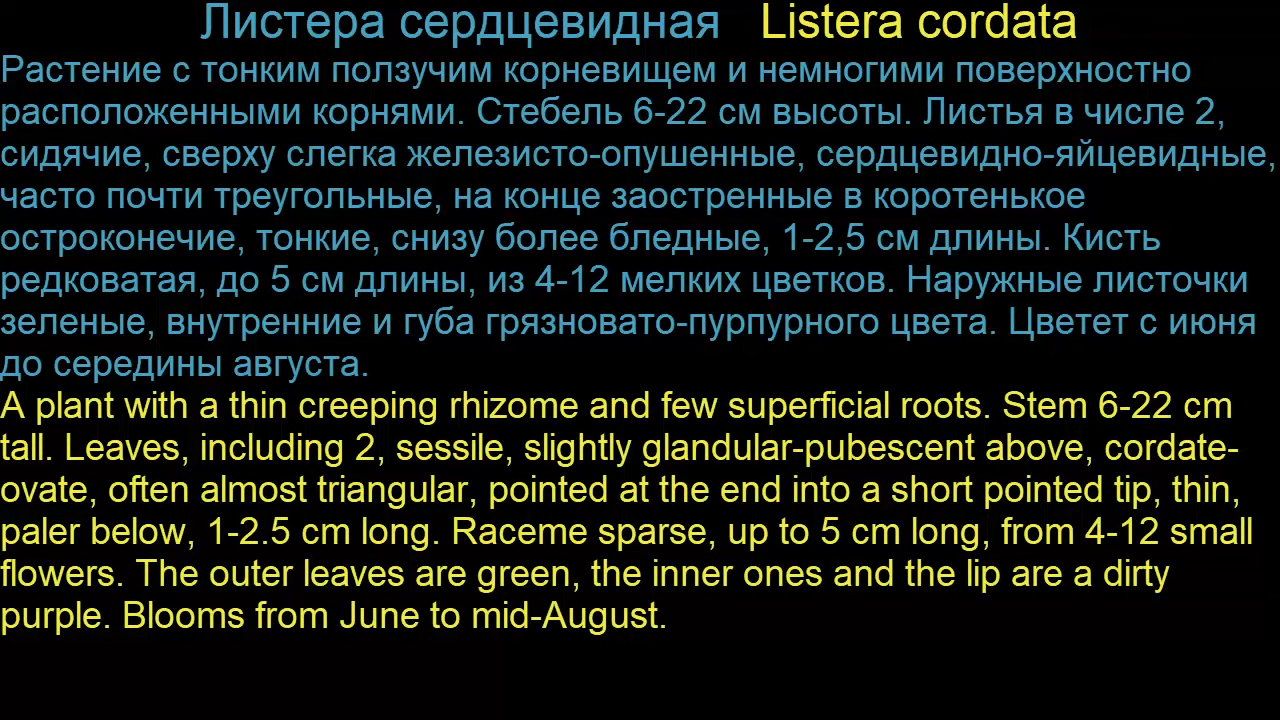 Листера сердцевидная Listera cordata
Растение с тонким ползучим корневищем и немногими поверхностно
расположенными корнями. Стебель 6-22 см высоты. Листья в числе 2,
сидячие, сверху слегка железисто-опушенные, сердцевидно-яйцевидные,
часто почти треугольные, на конце заостренные в коротенькое
остроконечие, тонкие, снизу более бледные, 1-2,5 см длины. Кисть
редковатая, до 5 см длины, из 4-12 мелких цветков. Наружные листочки
зеленые, внутренние и губа грязновато-пурпурного цвета. Цветет с июня
до середины августа.
A plant with a thin creeping rhizome and few superficial roots. Stem 6-22 cm
tall. Leaves, including 2, sessile, slightly glandular-pubescent above, cordate-
ovate, often almost triangular, pointed at the end into a short pointed tip, thin,
paler below, 1-2.5 cm long. Raceme sparse, up to 5 cm long, from 4-12 small
flowers. The outer leaves are green, the inner ones and the lip are a dirty
purple. Blooms from June to mid-August.